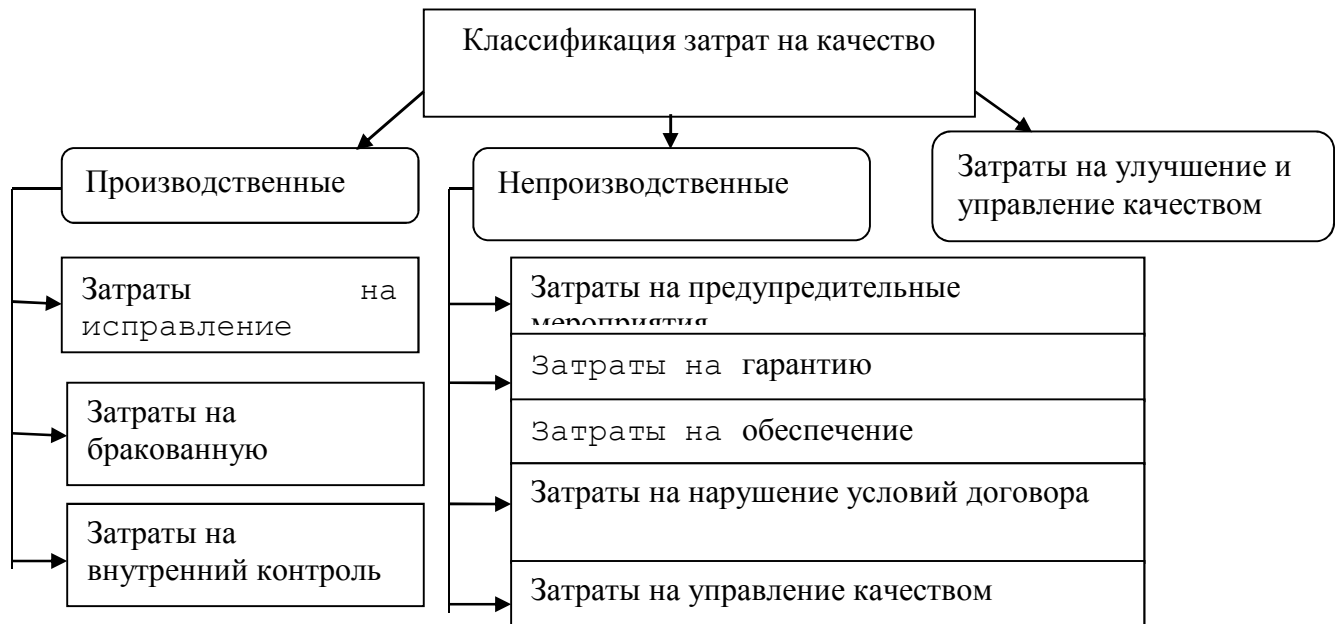 Классификация затрат на качество
Производственные
Непроизводственные
Затраты на улучшение и
управление качеством
Затраты на
исправление
Затраты на
бракованную
Затраты на
внутренний контроль
Затраты на предупредительные
мероприятия
Затраты на гарантию
Затраты на обеспечение
Затраты на нарушение условий договора
Затраты на управление качеством